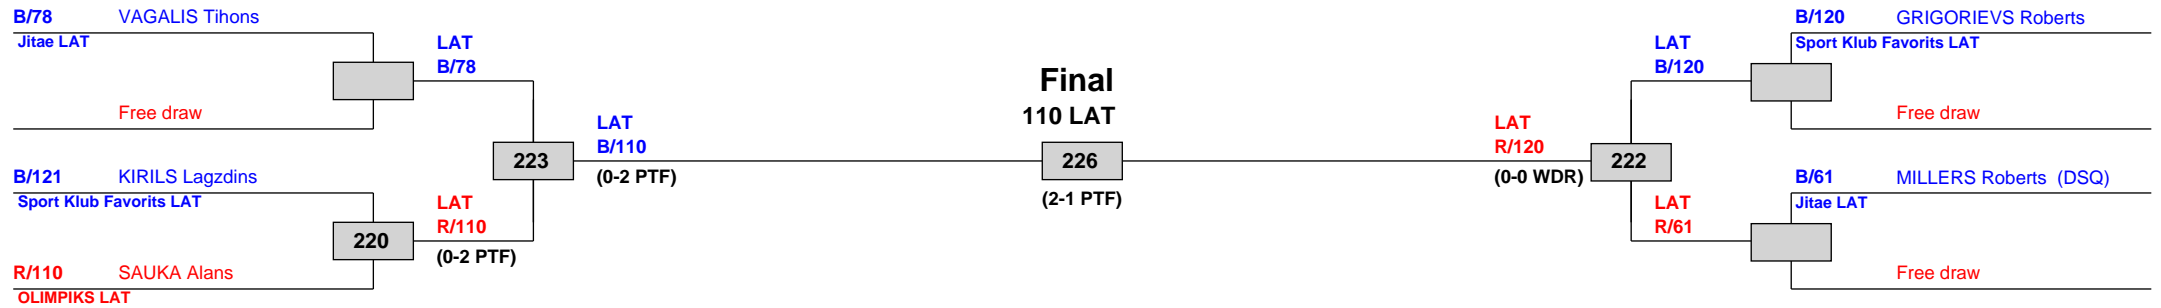 B/78 VAGALIS Tihons
Jitae LAT
Free draw
B/121 KIRILS Lagzdins
Sport Klub Favorits LAT
R/110 SAUKA Alans
OLIMPIKS LAT
LAT
B/78
220
LAT
R/110
(0-2 PTF)
223
LAT
B/110
(0-2 PTF)
Final
110 LAT
226
(2-1 PTF)
LAT
R/120
(0-0 WDR)
222
LAT
B/120
LAT
R/61
B/120 GRIGORIEVS Roberts
Sport Klub Favorits LAT
Free draw
B/61 MILLERS Roberts (DSQ)
Jitae LAT
Free draw